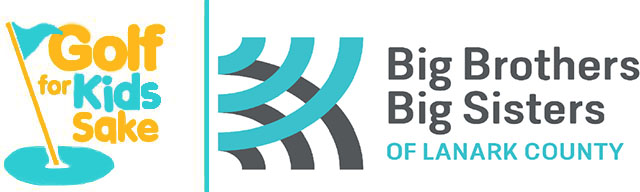 Golf
for Kids
Sake
Big Brothers
Big Sisters
OF LANARK COUNTY